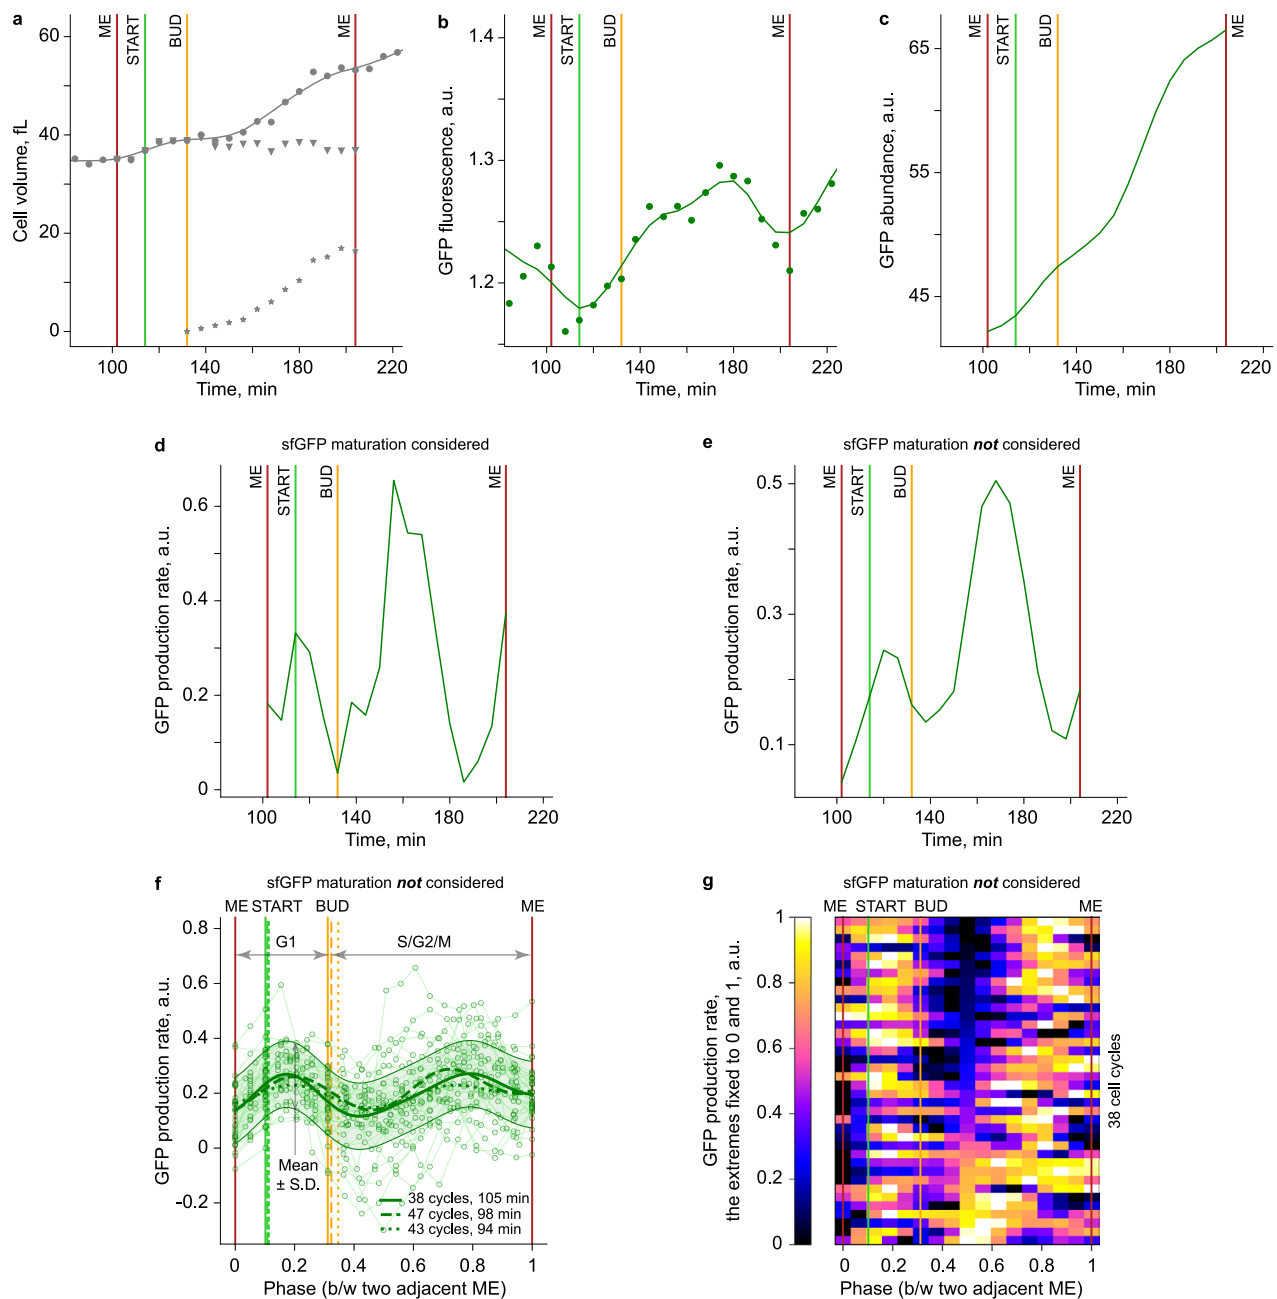 a
ME
START
BUD
ME
60
40
20
0
Cell volume, fL
100
140
180
220
Time, min
b
ME
START
BUD
ME
1.4
1.3
1.2
GFP fluorescence, a.u.
100
140
180
220
Time, min
c
ME
START
BUD
ME
65
55
45
GFP abundance, a.u.
100
140
180
220
Time, min
d
sfGFP maturation considered
ME
START
BUD
ME
0.6
0.4
0.2
0
GFP production rate, a.u.
100
140
180
220
Time, min
e
sfGFP maturation not considered
ME
START
BUD
ME
0.5
0.3
0.1
GFP production rate, a.u.
100
140
180
220
Time, min
f
sfGFP maturation not considered
ME START BUD ME
0.8
0.6
0.4
0.2
0
-0.2
GFP production rate, a.u.
G1
S/G2/M
Mean
± S.D.
38 cycles, 105 min
47 cycles, 98 min
43 cycles, 94 min
0 0.2 0.4 0.6 0.8 1
Phase (b/w two adjacent ME)
g
sfGFP maturation not considered
ME START BUD ME
1
0.8
0.6
0.4
0.2
0
GFP production rate,
the extremes fixed to 0 and 1, a.u.
38 cell cycles
0 0.2 0.4 0.6 0.8 1
Phase (b/w two adjacent ME)